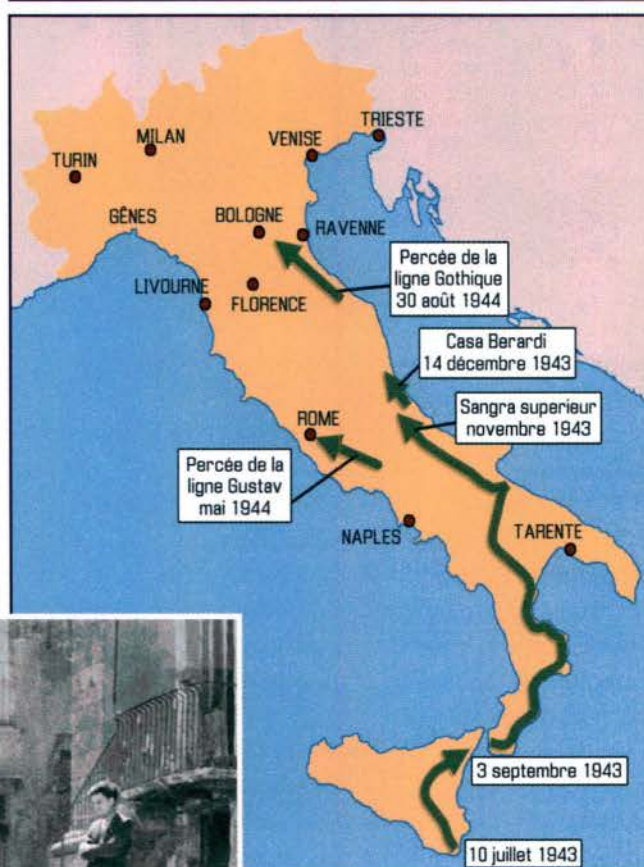 TRIESTE
MILAN
VENISE
TURIN
GÊNES
BOLOGNE
RAVENNE
Percée de la
ligne Gothique
30 août 1944
LIVOURNE
FLORENCE
Casa Berardi
14 décembre 1943
Sangra superieur
novembre 1943
ROME
Percée de la
ligne Gustav
mai 1944
NAPLES
TARENTE
3 septembre 1943
10 juillet 1943